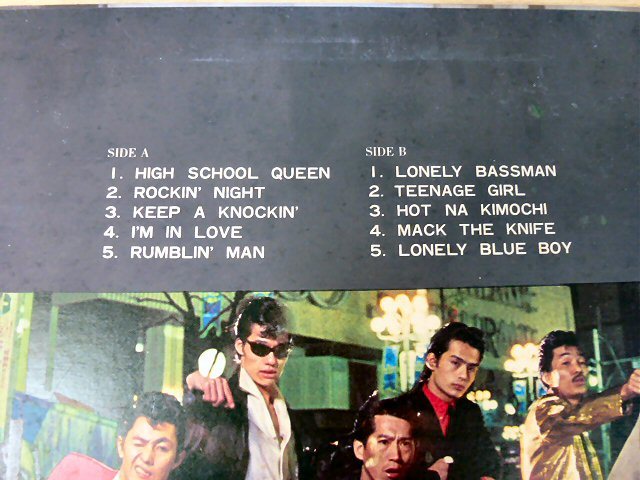 SIDE A
1. HIGH SCHOOL QUEEN
2. ROCKIN' NIGHT
3. KEEP A KNOCKIN'
4. I'M IN LOVE
5. RUMBLIN' MAN
SIDE B
1. LONELY BASSMAN
2. TEENAGE GIRL
3. HOT NA KIMOCHI
4. MACK THE KNIFE
5. LONELY BLUE BOY